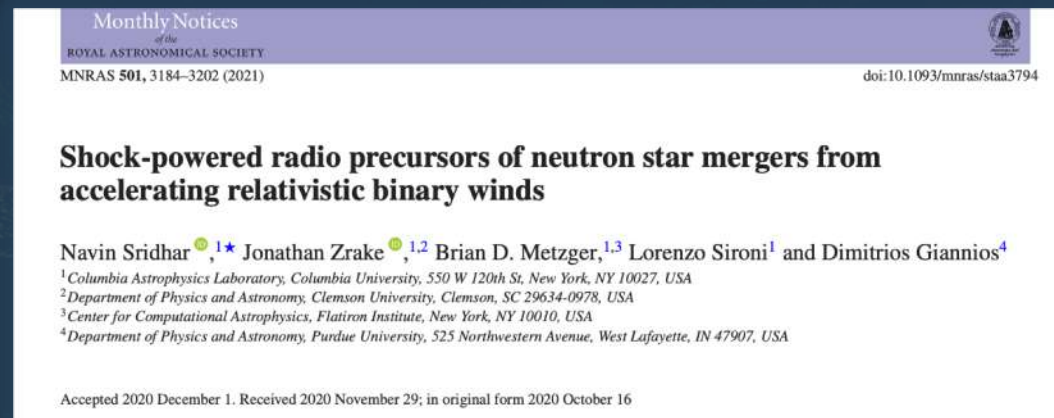 Monthly Notices
of the
ROYAL ASTRONOMICAL SOCIETY
MNRAS 501, 3184–3202 (2021)
doi:10.1093/mnras/staa3794
Shock-powered radio precursors of neutron star mergers from
accelerating relativistic binary winds
Navin Sridhar iD,1★ Jonathan Zrake iD,1,2 Brian D. Metzger,1,3 Lorenzo Sironi1 and Dimitrios Giannios4
1Columbia Astrophysics Laboratory, Columbia University, 550 W 120th St, New York, NY 10027, USA
2Department of Physics and Astronomy, Clemson University, Clemson, SC 29634-0978, USA
3Center for Computational Astrophysics, Flatiron Institute, New York, NY 10010, USA
4Department of Physics and Astronomy, Purdue University, 525 Northwestern Avenue, West Lafayette, IN 47907, USA
Accepted 2020 December 1. Received 2020 November 29; in original form 2020 October 16